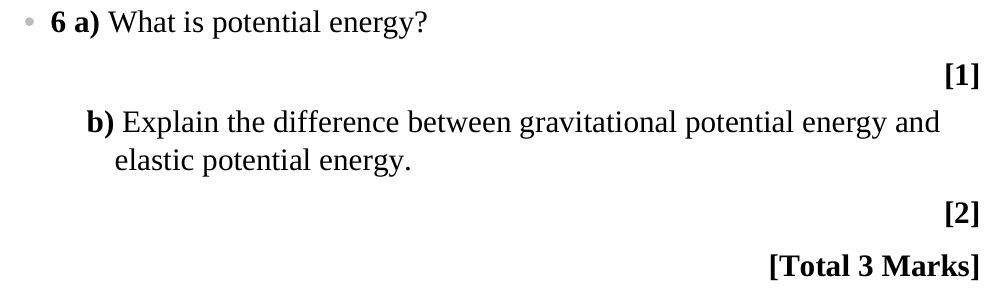 • 6 a) What is potential energy?
[1]
b) Explain the difference between gravitational potential energy and
elastic potential energy.
[2]
[Total 3 Marks]